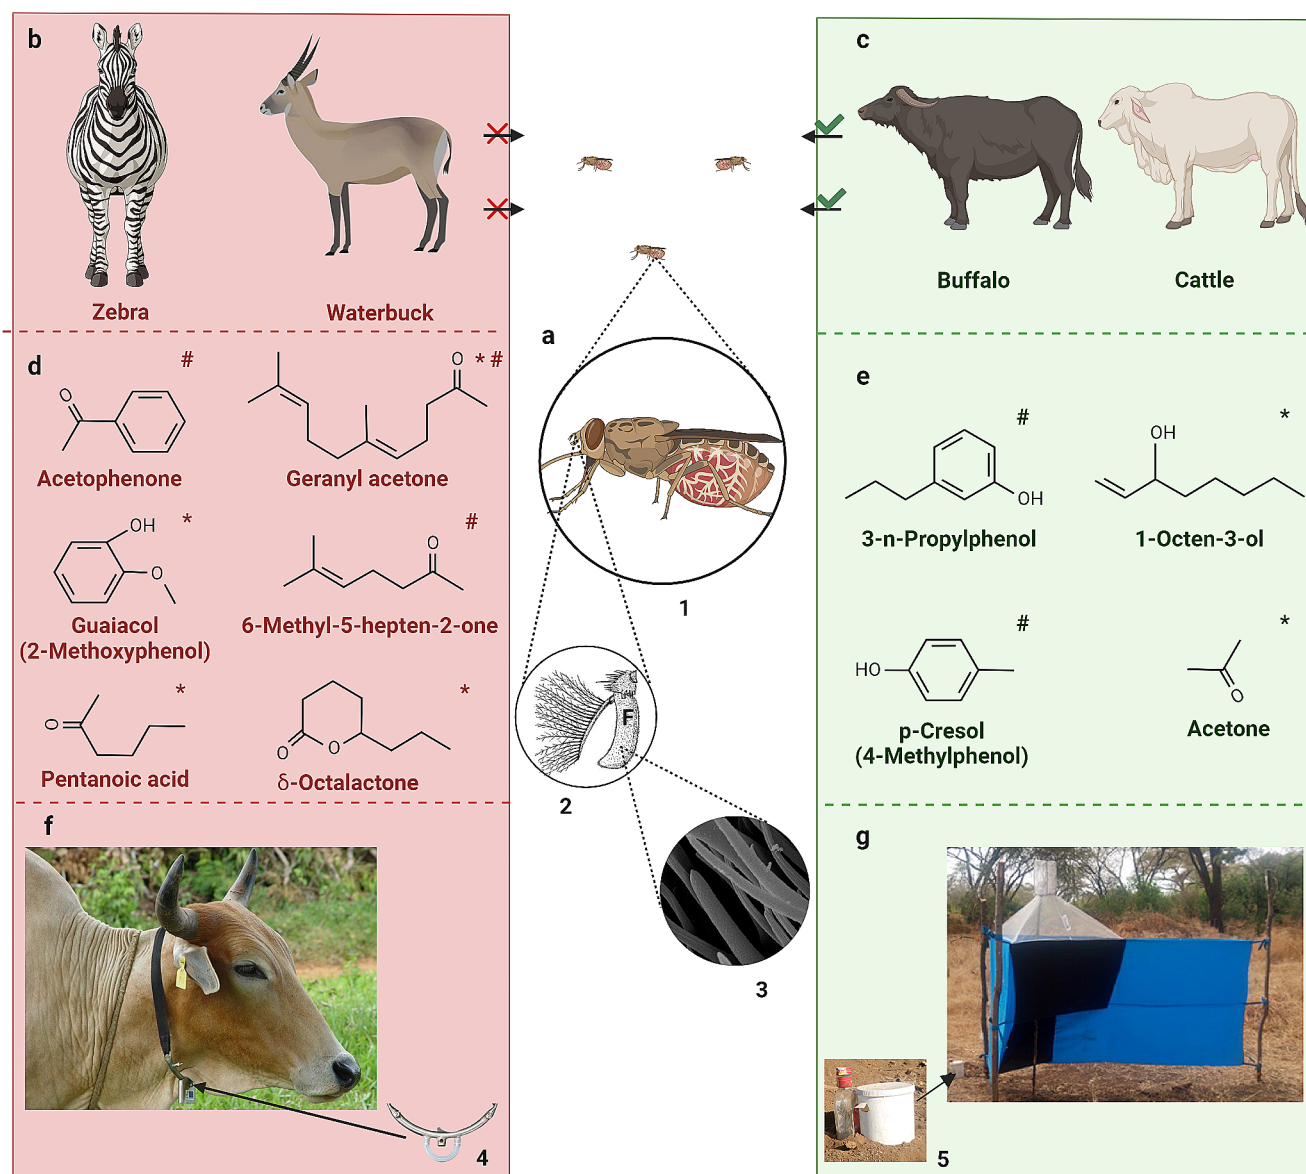 b
c
Zebra
Waterbuck
Buffalo
Cattle
a
1
d
#
* #
O
O
Acetophenone
Geranyl acetone
*
#
OH
O
O
Guaiacol
(2-Methoxyphenol)
6-Methyl-5-hepten-2-one
*
*
O
O
O
Pentanoic acid
δ-Octalactone
e
#
*
OH
OH
3-n-Propylphenol
1-Octen-3-ol
#
*
HO
O
p-Cresol
(4-Methylphenol)
Acetone
F
2
3
f
4
g
5